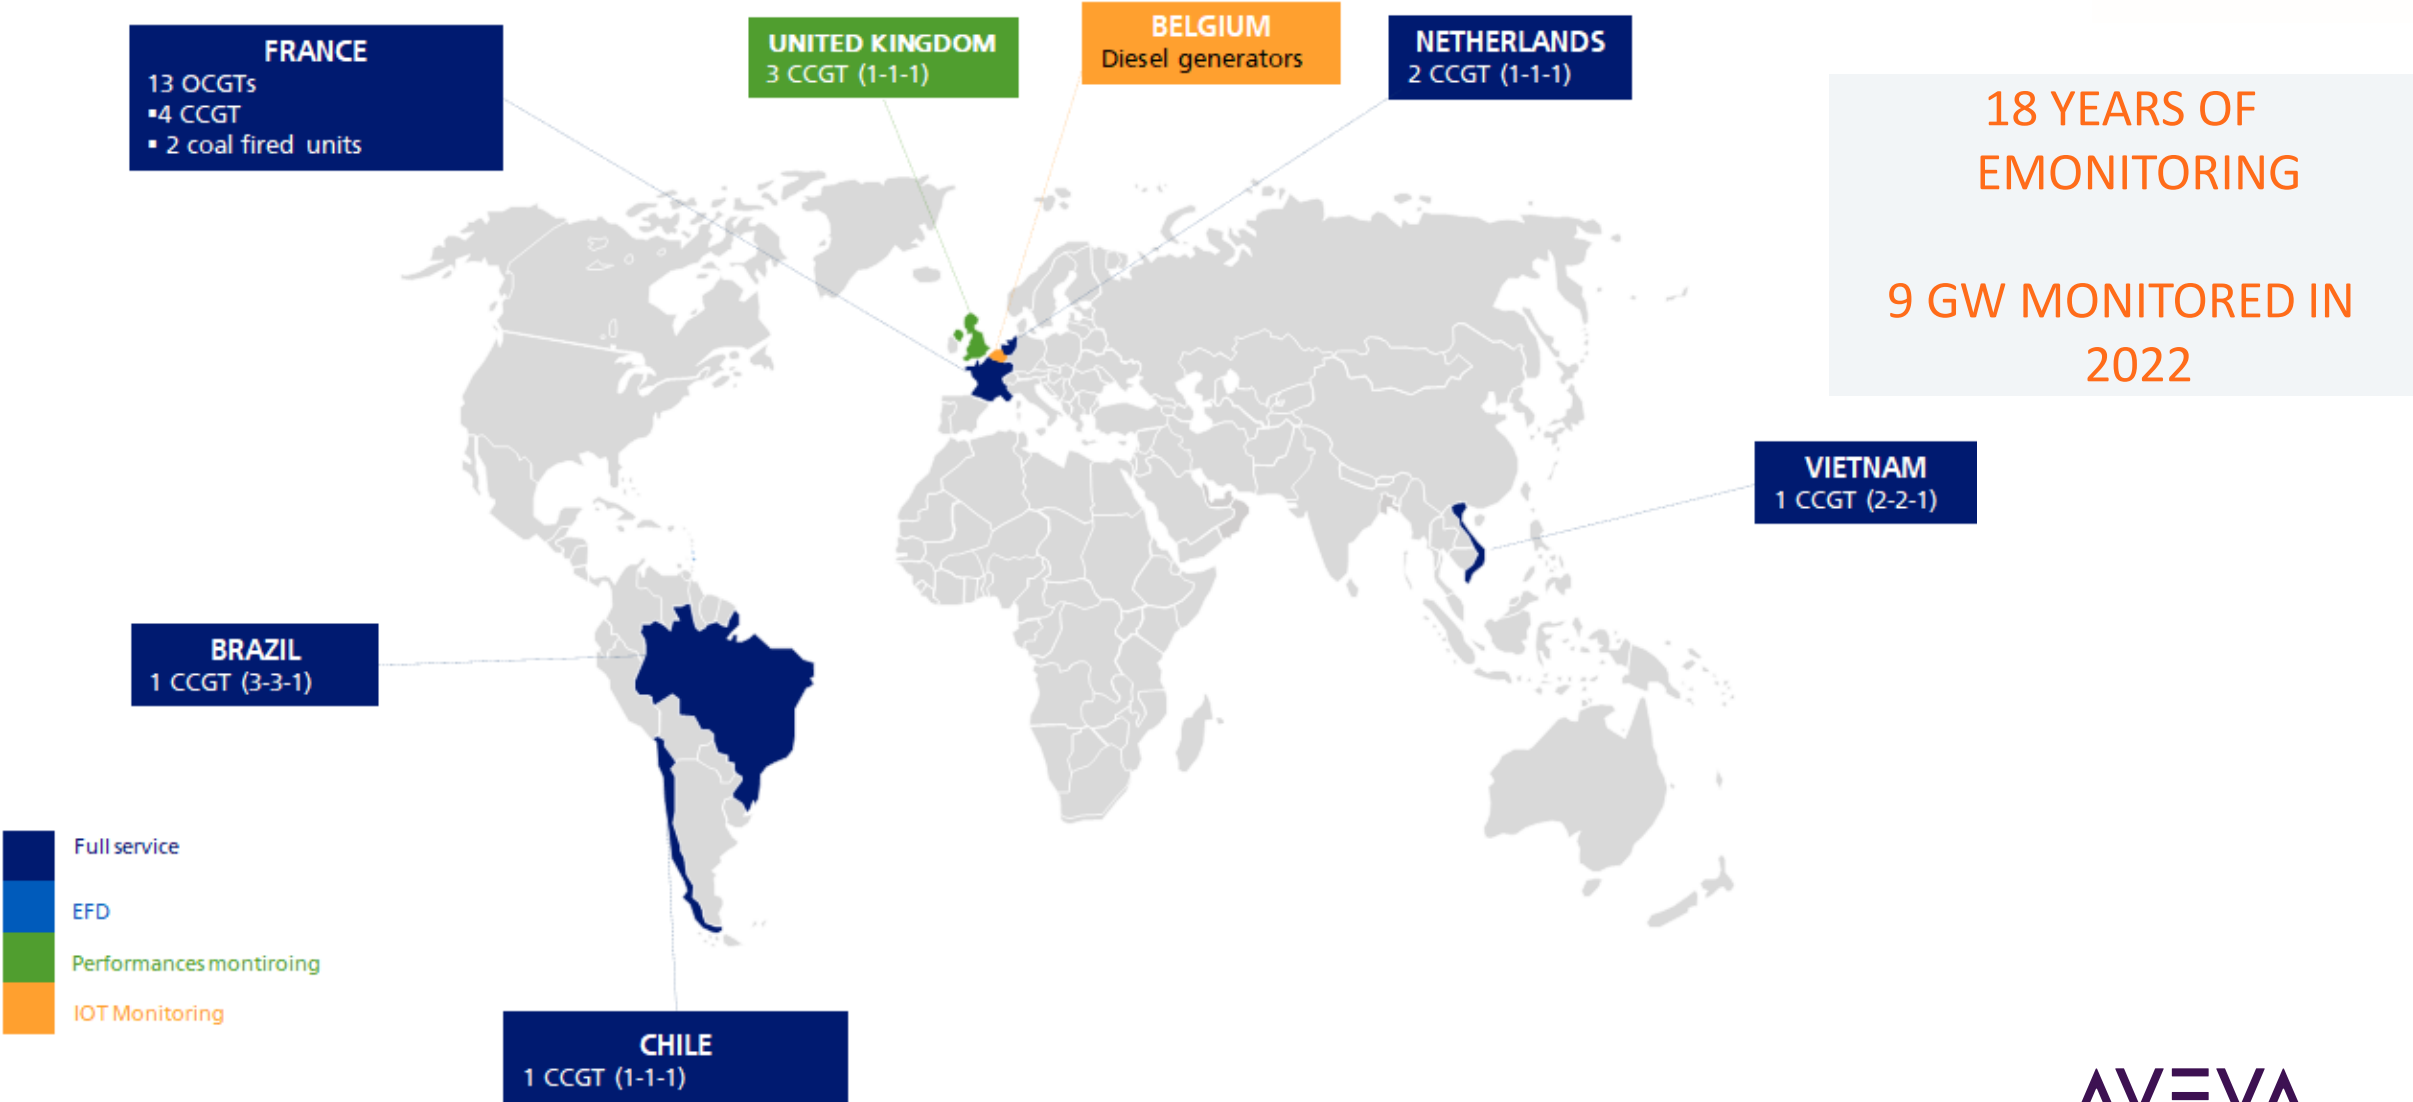 FRANCE
13 OCGTs
▪4 CCGT
▪ 2 coal fired units
UNITED KINGDOM
3 CCGT (1-1-1)
BELGIUM
Diesel generators
NETHERLANDS
2 CCGT (1-1-1)
18 YEARS OF
EMONITORING
9 GW MONITORED IN
2022
VIETNAM
1 CCGT (2-2-1)
BRAZIL
1 CCGT (3-3-1)
Full service
EFD
Performances montiroing
IOT Monitoring
CHILE
1 CCGT (1-1-1)
AVEVA